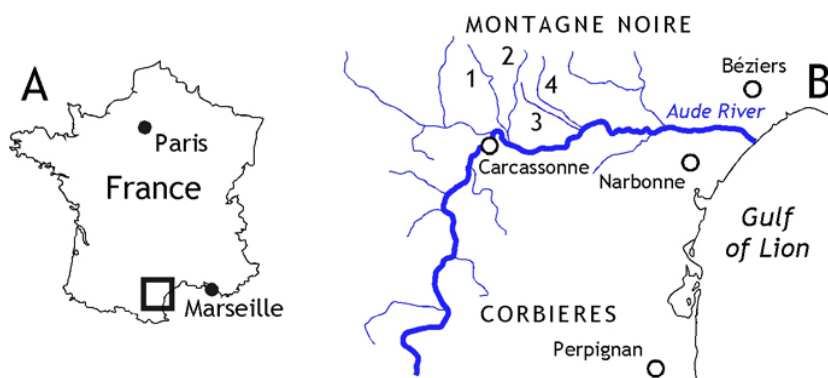 A
Paris
France
Marseille
MONTAGNE NOIRE
1
2
4
3
Béziers
B
Aude River
Carcassonne
Narbonne
Gulf
of Lion
CORBIERES
Perpignan